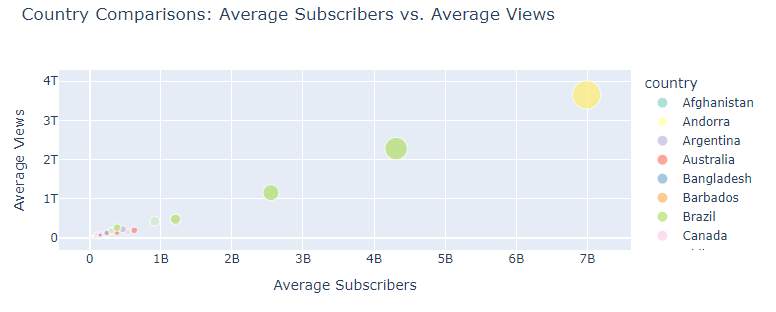 Country Comparisons: Average Subscribers vs. Average Views
4T
3T
2T
1T
0
Average Views
0 1B 2B 3B 4B 5B 6B 7B
Average Subscribers
country
Afghanistan
Andorra
Argentina
Australia
Bangladesh
Barbados
Brazil
Canada